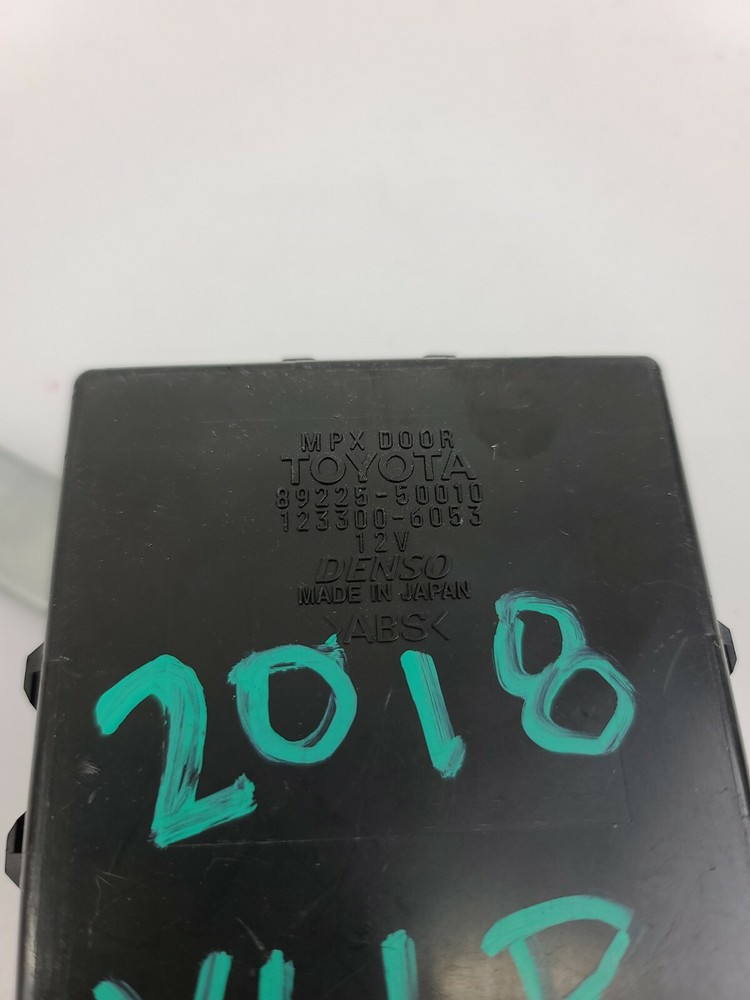 MPX DOOR
TOYOTA
89225-50010
123300-6053
12V
DENSO
MADE IN JAPAN
>ABS<
2018